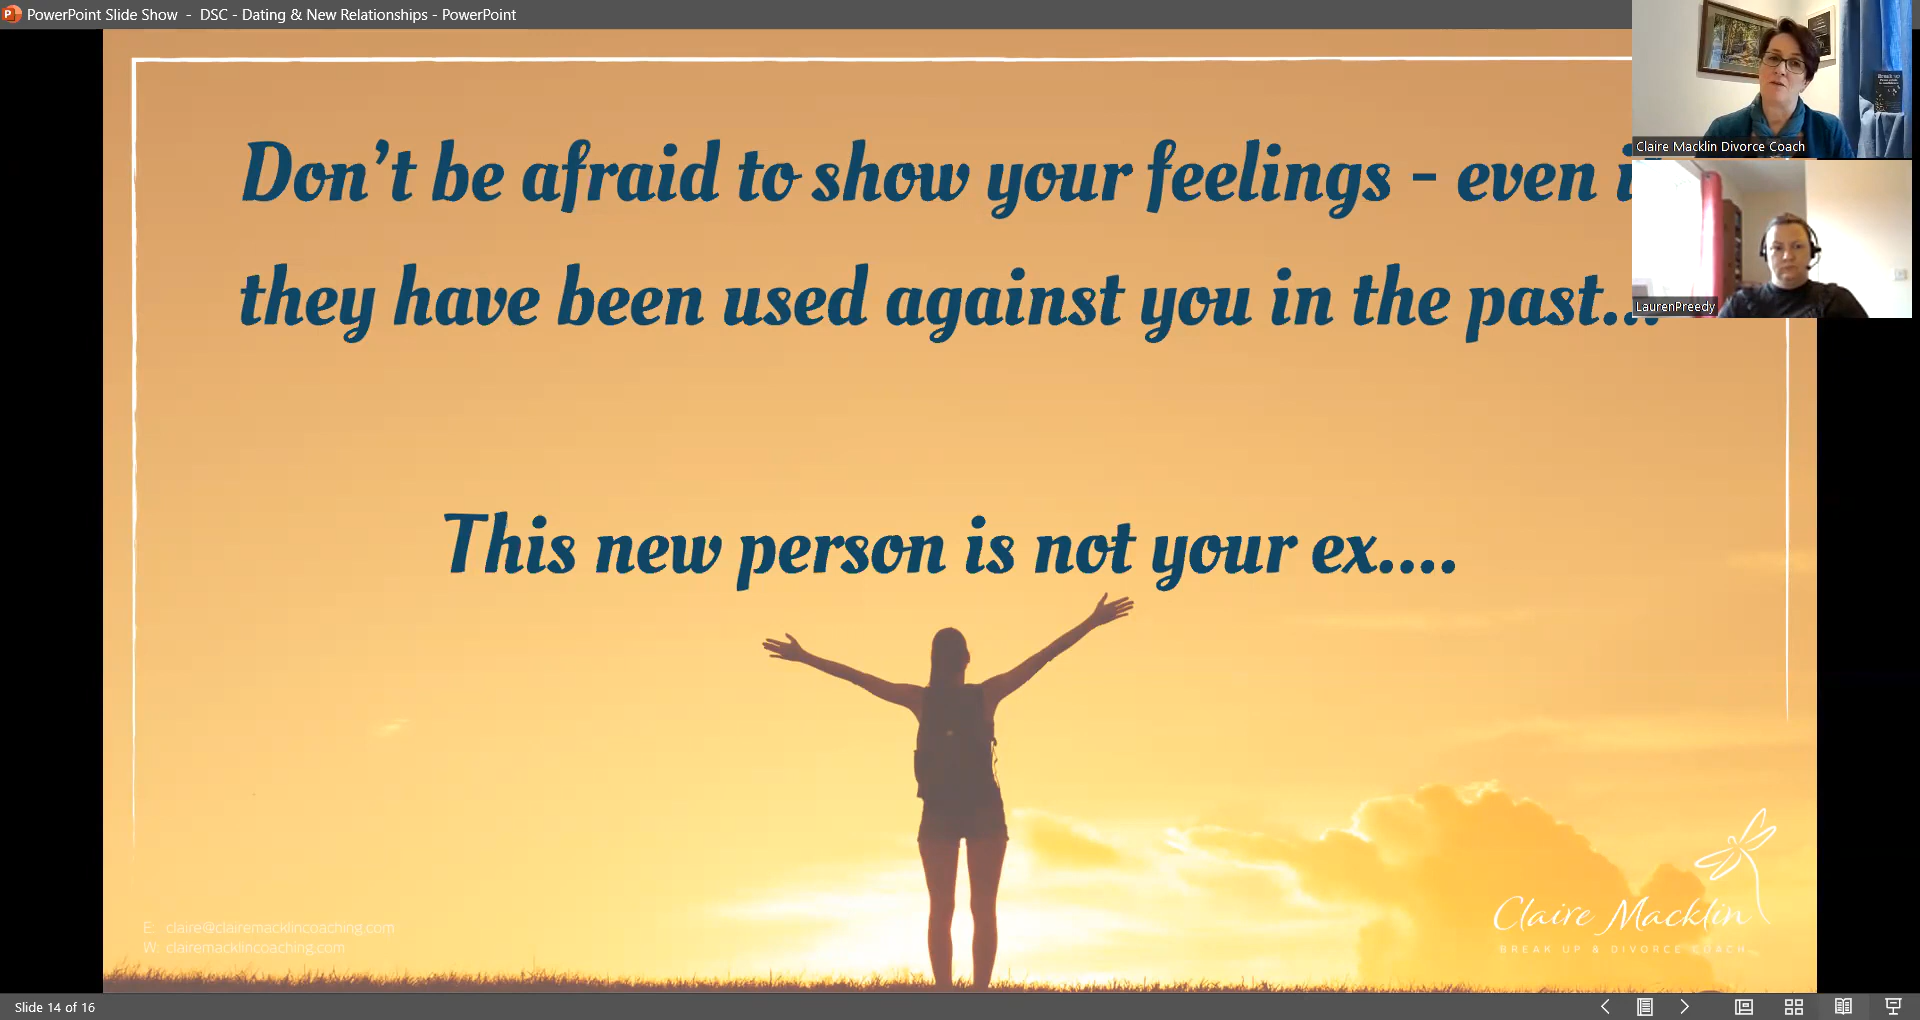 PowerPoint Slide Show - DSC - Dating & New Relationships - PowerPoint
Don't be afraid to show your feelings - even
they have been used against you in the past...
This new person is not your ex....
Claire Macklin Divorce Coach
LaurenPreedy
E: claire@clairemacklincoaching.com
W: clairemacklincoaching.com
Claire Macklin
BREAK UP & DIVORCE COACH
Slide 14 of 16